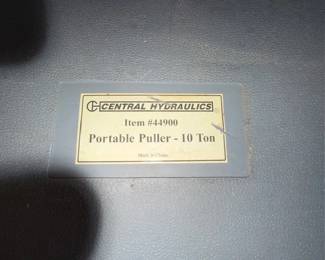 CENTRAL HYDRAULICS
Item #44900
Portable Puller - 10 Ton
Made in China